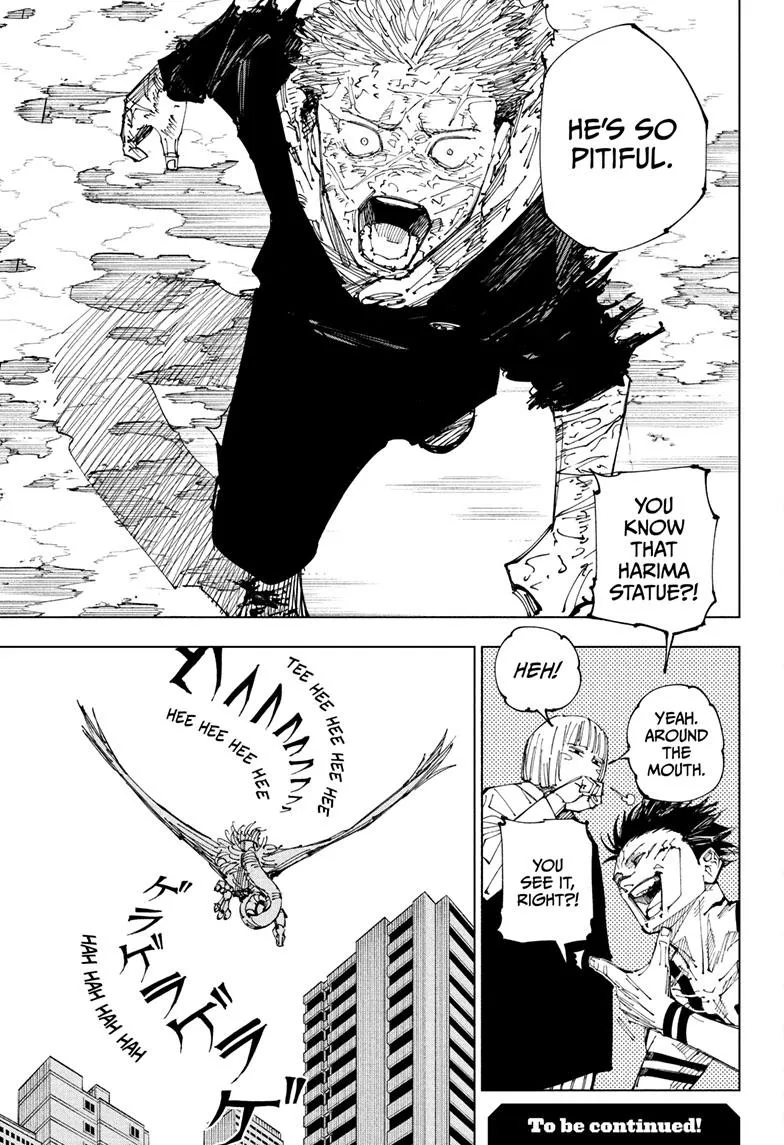 HE'S SO
PITIFUL.
YOU
KNOW
THAT
HARIMA
STATUE?!
HEH!
YEAH.
AROUND
THE
MOUTH.
YOU
SEE IT,
RIGHT?!
TEE HEE HEE HEE HEE
HEE HEE HEE HEE
ゲラゲラゲラゲ
HAH HAH HAH HAH
To be continued!